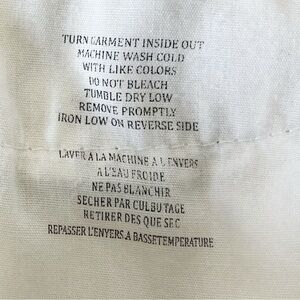 TURN GARMENT INSIDE OUT
MACHINE WASH COLD
WITH LIKE COLORS
DO NOT BLEACH
TUMBLE DRY LOW
REMOVE PROMPTLY
IRON LOW ON REVERSE SIDE
LAVER A LA MACHINE A L'ENVERS
A L'EAU FROIDE
NE PAS BLANCHIR
SECHER PAR CULBUTAGE
RETIRER DES QUE SEC
REPASSER L'ENVERS A BASSETEMPERATURE